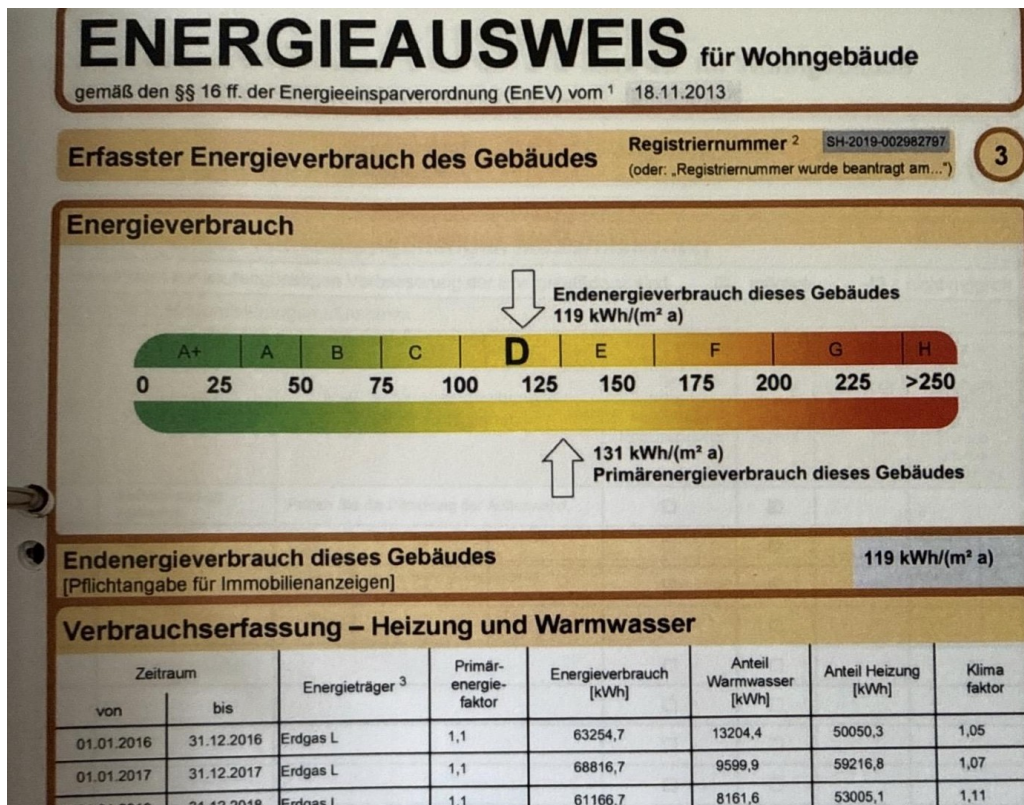 ENERGIEAUSWEIS für Wohngebäude
gemäß den §§ 16 ff. der Energieeinsparverordnung (EnEV) vom ¹ 18.11.2013
Erfasster Energieverbrauch des Gebäudes
Registriernummer ² SH-2019-002982797
(oder: „Registriernummer wurde beantragt am...")
3
Energieverbrauch
Endenergieverbrauch dieses Gebäudes
119 kWh/(m² a)
A+ A B C D E F G H
0 25 50 75 100 125 150 175 200 225 >250
131 kWh/(m² a)
Primärenergieverbrauch dieses Gebäudes
Endenergieverbrauch dieses Gebäudes
[Pflichtangabe für Immobilienanzeigen]
119 kWh/(m² a)
Verbrauchserfassung – Heizung und Warmwasser
Zeitraum
von bis
Energieträger ³
Primär-
energie-
faktor
Energieverbrauch
[kWh]
Anteil
Warmwasser
[kWh]
Anteil Heizung
[kWh]
Klima
faktor
01.01.2016 31.12.2016 Erdgas L 1,1 63254,7 13204,4 50050,3 1,05
01.01.2017 31.12.2017 Erdgas L 1,1 68816,7 9599,9 59216,8 1,07
31.12.2018 Erdgas L 1,1 61166,7 8161,6 53005,1 1,11